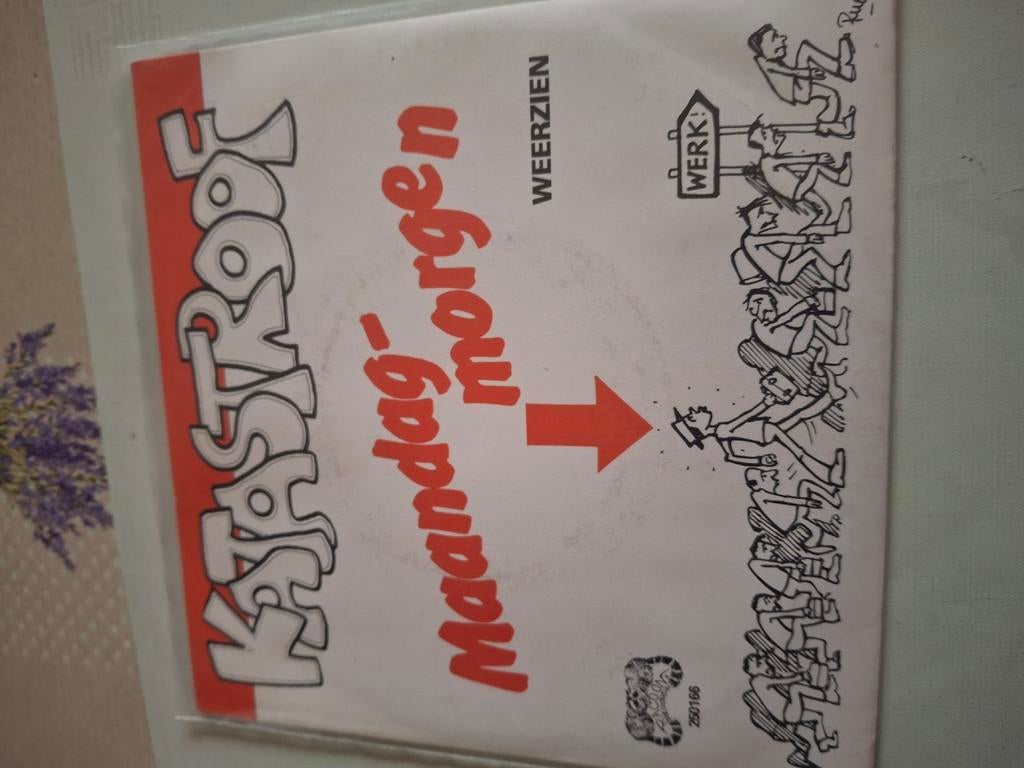 KATASTROOF
Maandag-
morgen
WEERZIEN
WERK!
250166